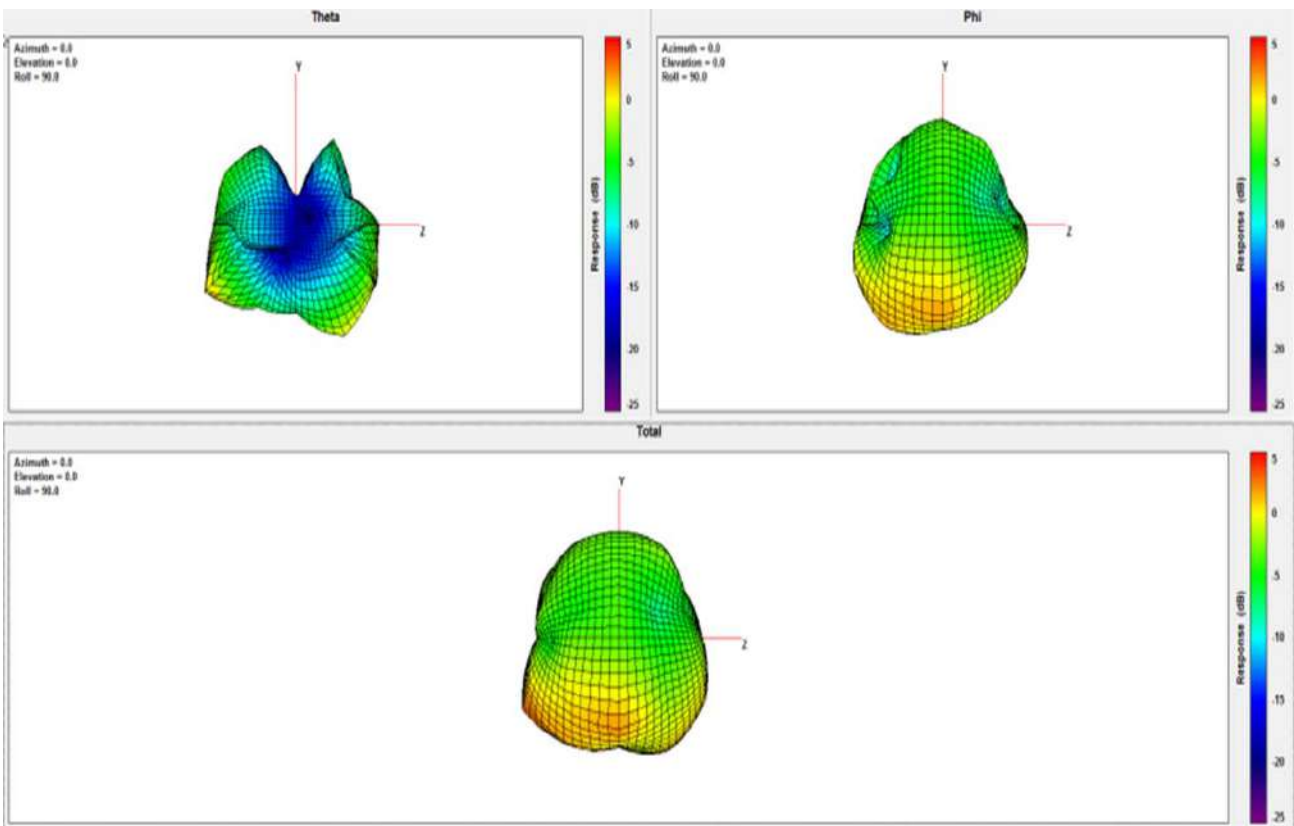 Theta
Azimuth = 0.0
Elevation = 0.0
Roll = 90.0
Y
Z
5
0
-5
-10
-15
-20
-25
Response (dB)
Phi
Azimuth = 0.0
Elevation = 0.0
Roll = 90.0
Y
Z
5
0
-5
-10
-15
-20
-25
Response (dB)
Total
Azimuth = 0.0
Elevation = 0.0
Roll = 90.0
Y
Z
5
0
-5
-10
-15
-20
-25
Response (dB)